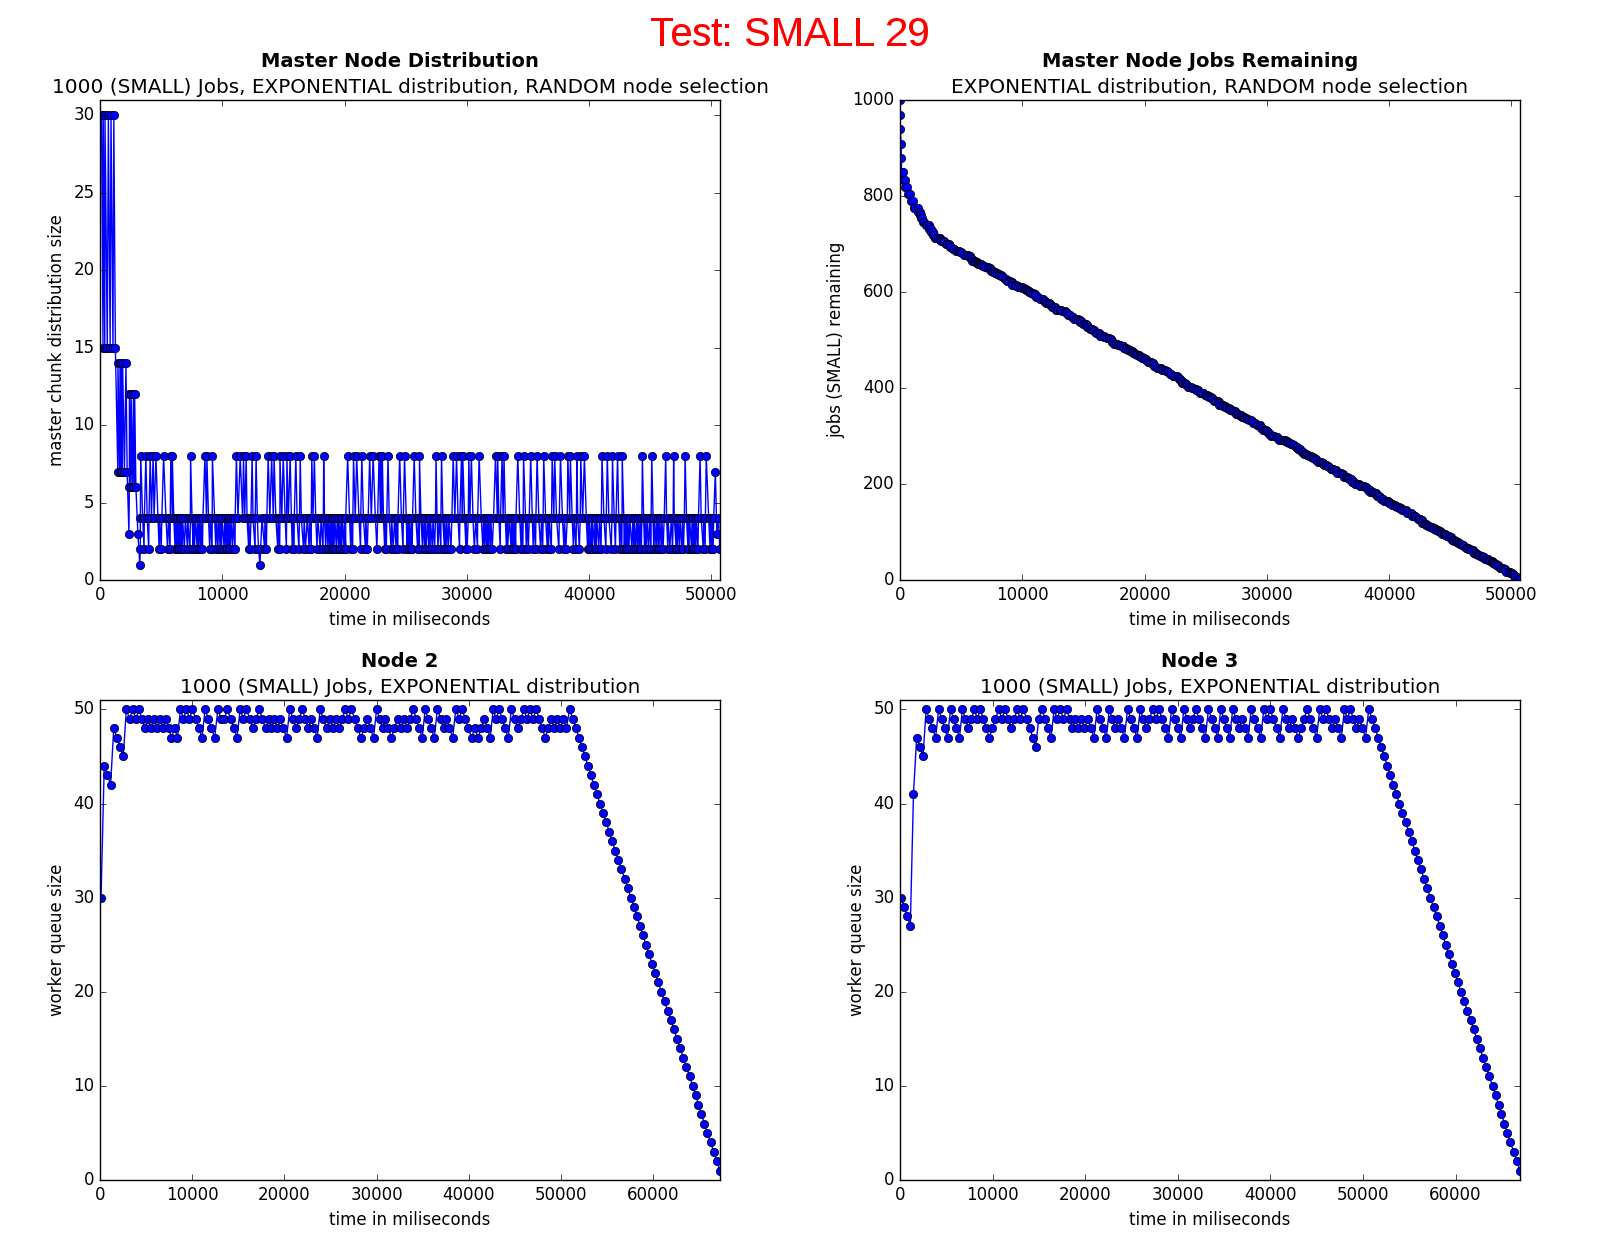 Test: SMALL 29
Master Node Distribution
1000 (SMALL) Jobs, EXPONENTIAL distribution, RANDOM node selection
master chunk distribution size
30
25
20
15
10
5
0
0 10000 20000 30000 40000 50000
time in miliseconds
Master Node Jobs Remaining
EXPONENTIAL distribution, RANDOM node selection
jobs (SMALL) remaining
1000
800
600
400
200
0
0 10000 20000 30000 40000 50000
time in miliseconds
Node 2
1000 (SMALL) Jobs, EXPONENTIAL distribution
worker queue size
50
40
30
20
10
0
0 10000 20000 30000 40000 50000 60000
time in miliseconds
Node 3
1000 (SMALL) Jobs, EXPONENTIAL distribution
worker queue size
50
40
30
20
10
0
0 10000 20000 30000 40000 50000 60000
time in miliseconds